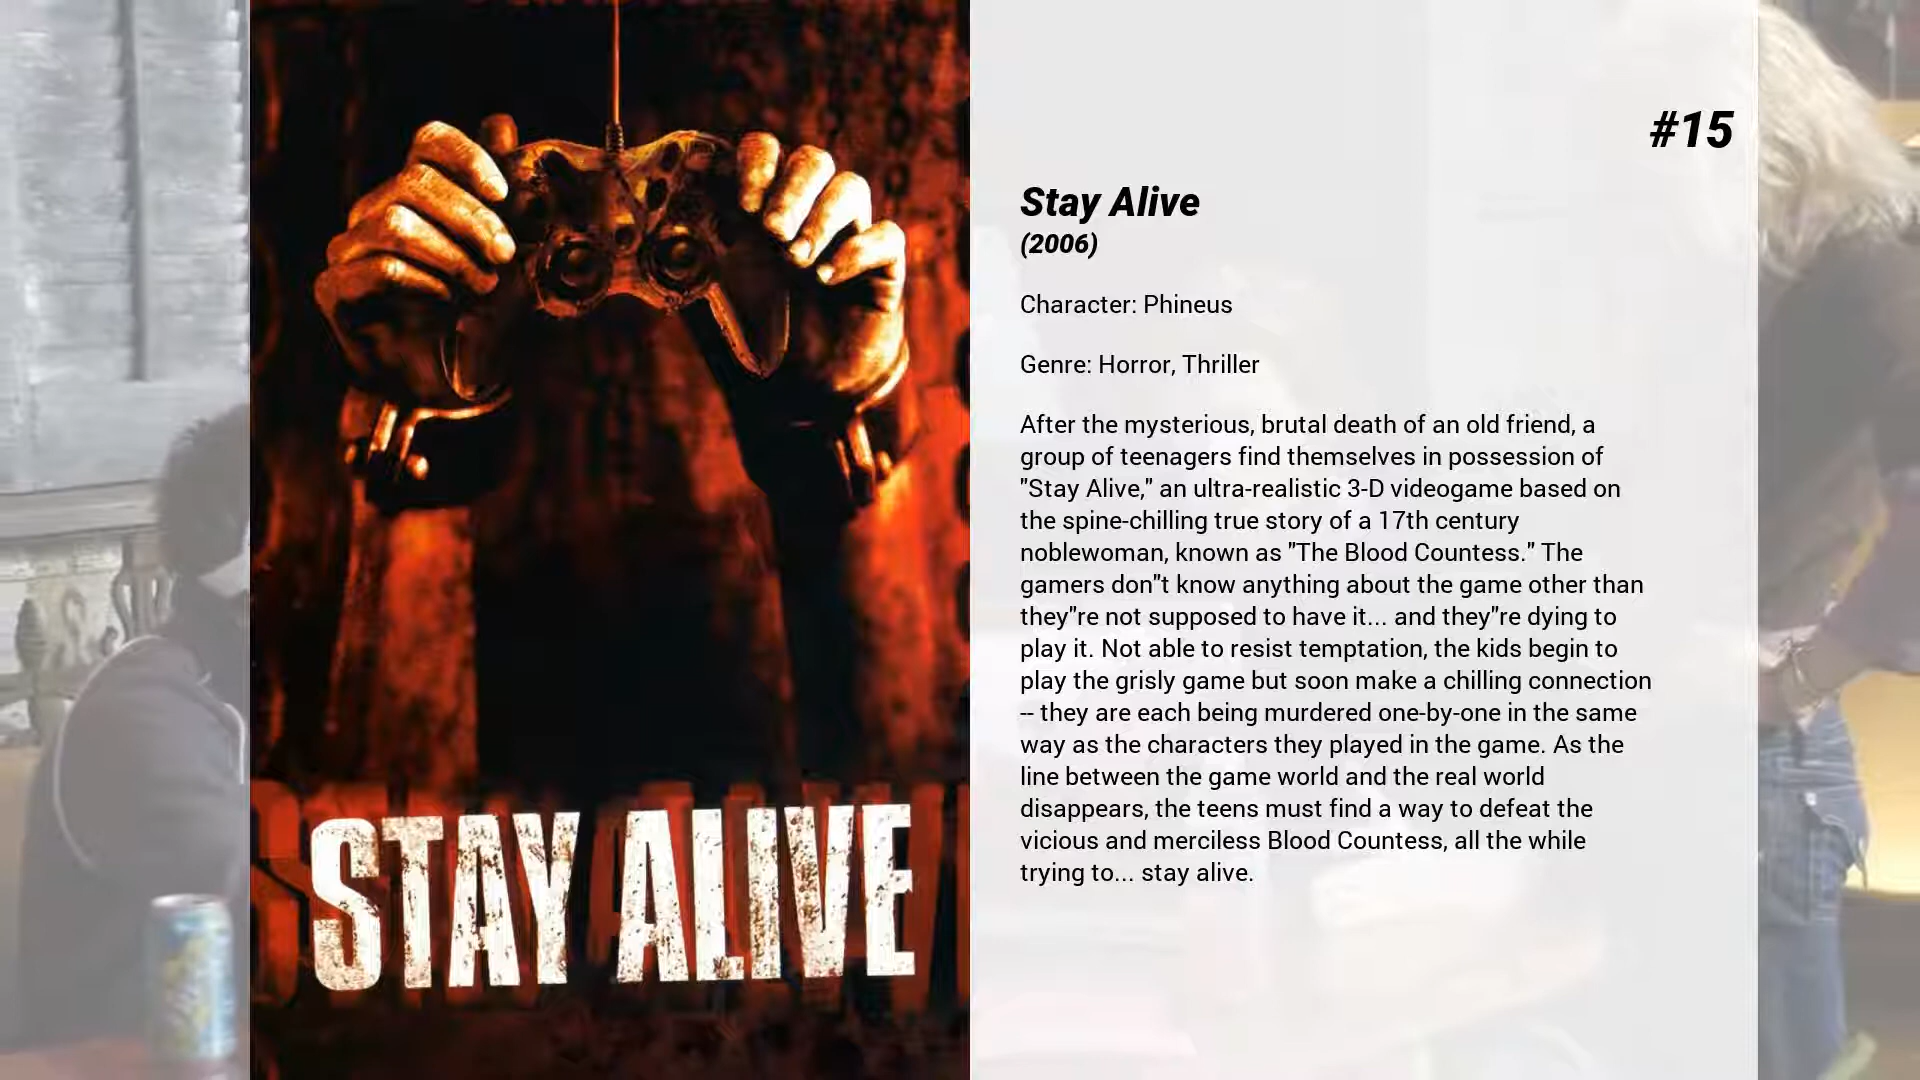 #15
Stay Alive
(2006)
Character: Phineus
Genre: Horror, Thriller
After the mysterious, brutal death of an old friend, a
group of teenagers find themselves in possession of
"Stay Alive," an ultra-realistic 3-D videogame based on
the spine-chilling true story of a 17th century
noblewoman, known as "The Blood Countess." The
gamers don"t know anything about the game other than
they"re not supposed to have it... and they"re dying to
play it. Not able to resist temptation, the kids begin to
play the grisly game but soon make a chilling connection
-- they are each being murdered one-by-one in the same
way as the characters they played in the game. As the
line between the game world and the real world
disappears, the teens must find a way to defeat the
vicious and merciless Blood Countess, all the while
trying to... stay alive.
STAY ALIVE